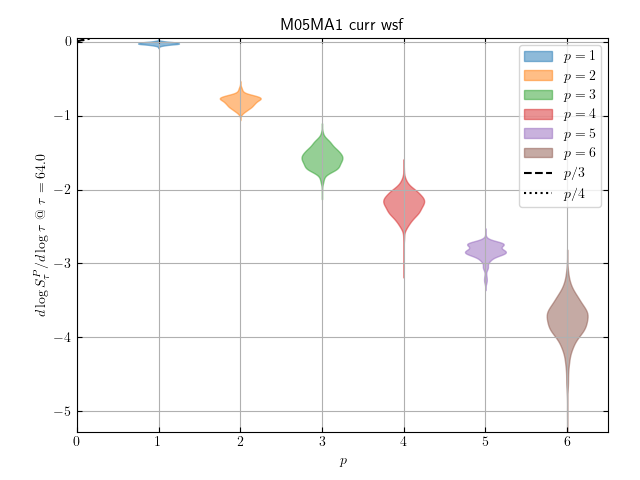 M05MA1 curr wsf
d log S_τ^P / d log τ @ τ = 64.0
0
−1
−2
−3
−4
−5
0 1 2 3 4 5 6
p
p = 1
p = 2
p = 3
p = 4
p = 5
p = 6
p/3
p/4